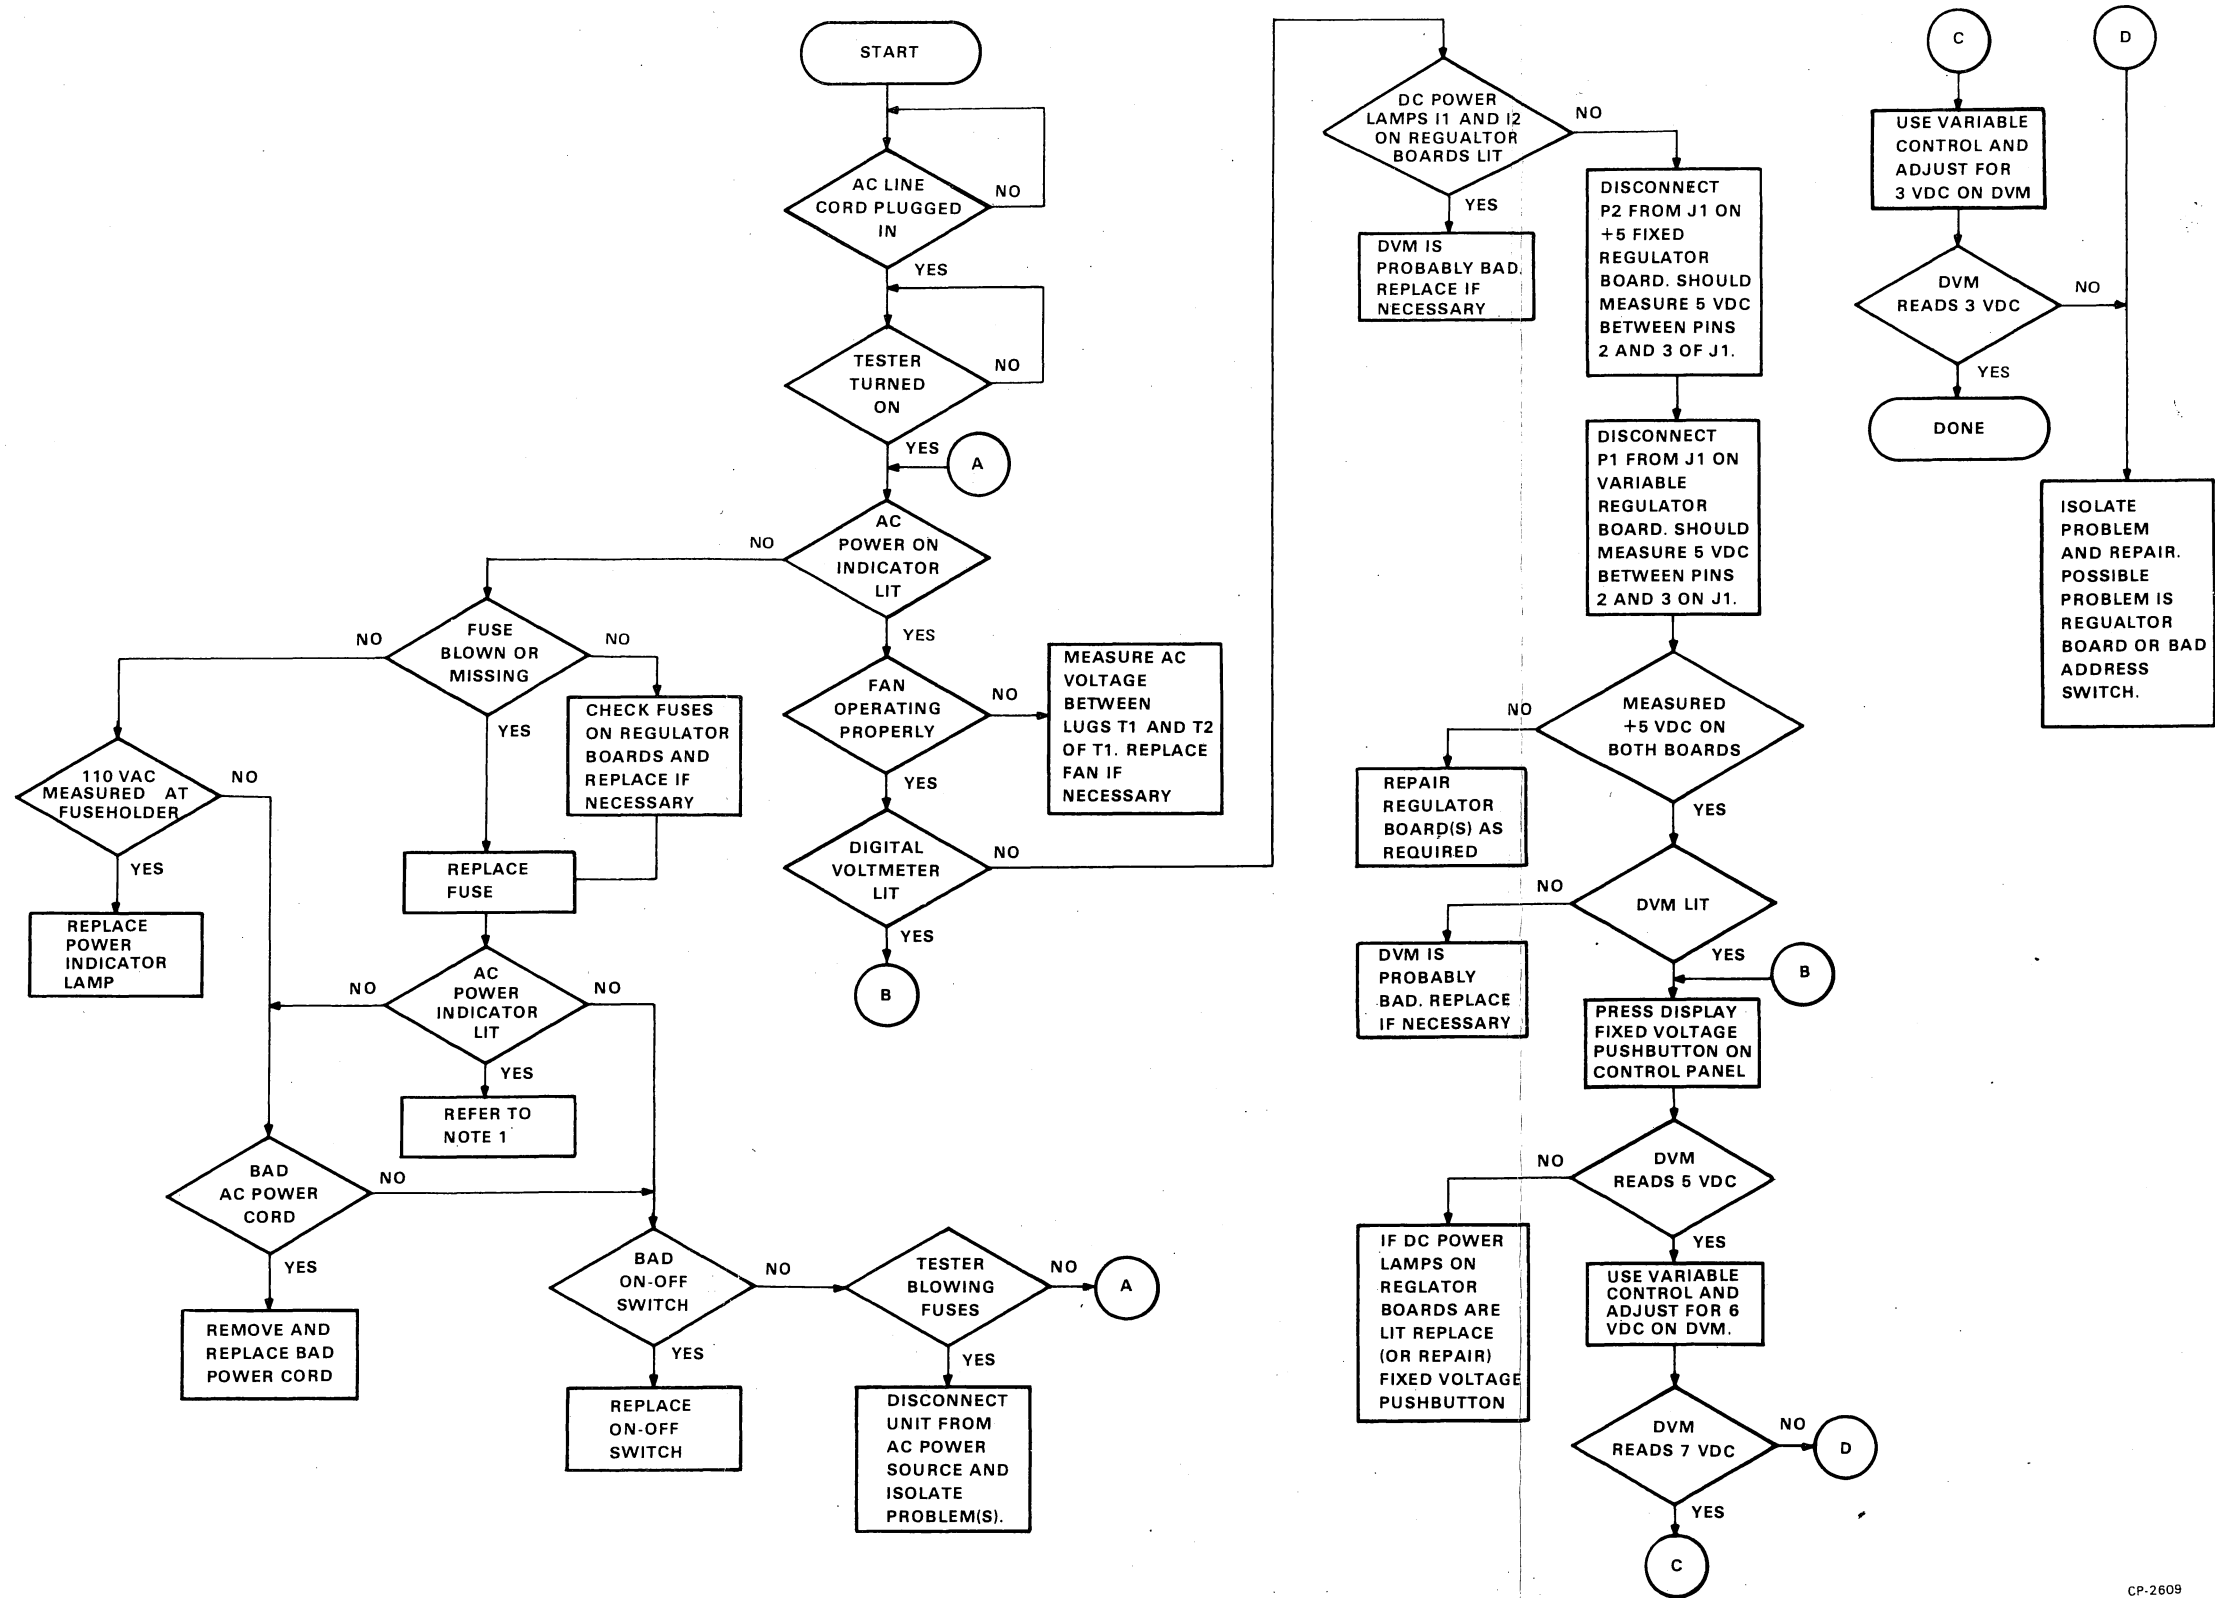 START
AC LINE
CORD PLUGGED
IN
NO
YES
TESTER
TURNED
ON
NO
YES
A
AC
POWER ON
INDICATOR
LIT
NO
YES
FUSE
BLOWN OR
MISSING
NO
NO
YES
CHECK FUSES
ON REGULATOR
BOARDS AND
REPLACE IF
NECESSARY
110 VAC
MEASURED AT
FUSEHOLDER
NO
YES
REPLACE
POWER
INDICATOR
LAMP
REPLACE
FUSE
AC
POWER
INDICATOR
LIT
NO
NO
YES
REFER TO
NOTE 1
BAD
AC POWER
CORD
NO
YES
REMOVE AND
REPLACE BAD
POWER CORD
BAD
ON-OFF
SWITCH
NO
YES
REPLACE
ON-OFF
SWITCH
TESTER
BLOWING
FUSES
NO
A
YES
DISCONNECT
UNIT FROM
AC POWER
SOURCE AND
ISOLATE
PROBLEM(S).
FAN
OPERATING
PROPERLY
NO
YES
MEASURE AC
VOLTAGE
BETWEEN
LUGS T1 AND T2
OF T1. REPLACE
FAN IF
NECESSARY
DIGITAL
VOLTMETER
LIT
NO
YES
B
DC POWER
LAMPS I1 AND I2
ON REGUALTOR
BOARDS LIT
NO
YES
DVM IS
PROBABLY BAD.
REPLACE IF
NECESSARY
DISCONNECT
P2 FROM J1 ON
+5 FIXED
REGULATOR
BOARD. SHOULD
MEASURE 5 VDC
BETWEEN PINS
2 AND 3 OF J1.
DISCONNECT
P1 FROM J1 ON
VARIABLE
REGULATOR
BOARD. SHOULD
MEASURE 5 VDC
BETWEEN PINS
2 AND 3 ON J1.
MEASURED
+5 VDC ON
BOTH BOARDS
NO
YES
REPAIR
REGULATOR
BOARD(S) AS
REQUIRED
DVM LIT
NO
YES
DVM IS
PROBABLY
BAD. REPLACE
IF NECESSARY
B
PRESS DISPLAY
FIXED VOLTAGE
PUSHBUTTON ON
CONTROL PANEL
DVM
READS 5 VDC
NO
YES
IF DC POWER
LAMPS ON
REGLATOR
BOARDS ARE
LIT REPLACE
(OR REPAIR)
FIXED VOLTAGE
PUSHBUTTON
USE VARIABLE
CONTROL AND
ADJUST FOR 6
VDC ON DVM.
DVM
READS 7 VDC
NO
D
YES
C
C
USE VARIABLE
CONTROL AND
ADJUST FOR
3 VDC ON DVM
DVM
READS 3 VDC
NO
YES
DONE
D
ISOLATE
PROBLEM
AND REPAIR.
POSSIBLE
PROBLEM IS
REGUALTOR
BOARD OR BAD
ADDRESS
SWITCH.
CP-2609